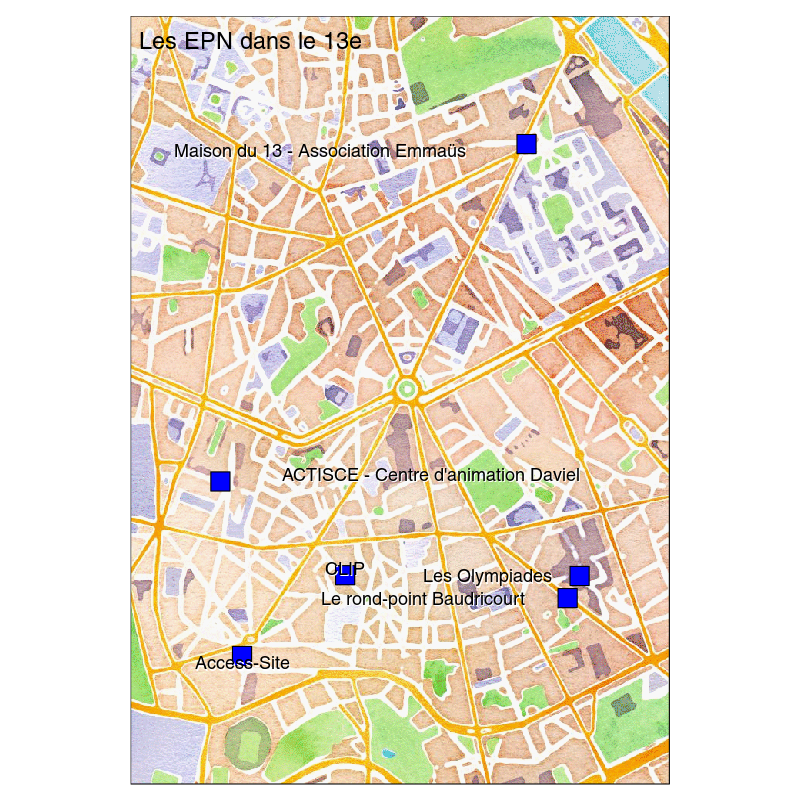 Les EPN dans le 13e
Maison du 13 - Association Emmaüs
ACTISCE - Centre d'animation Daviel
CLIP
Les Olympiades
Le rond-point Baudricourt
Access-Site